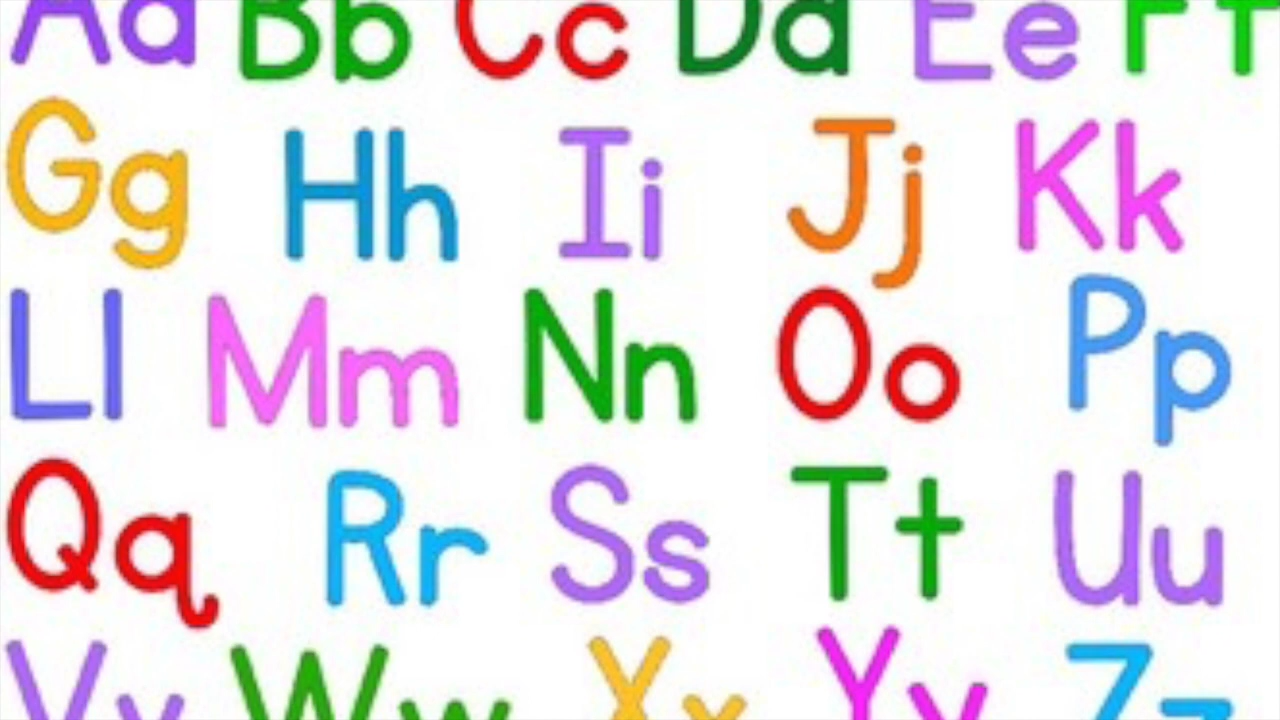 Aa Bb Cc Dd Ee Ff
Gg Hh Ii Jj Kk
Ll Mm Nn Oo Pp
Qq Rr Ss Tt Uu
Vv Ww Xx Yy Zz